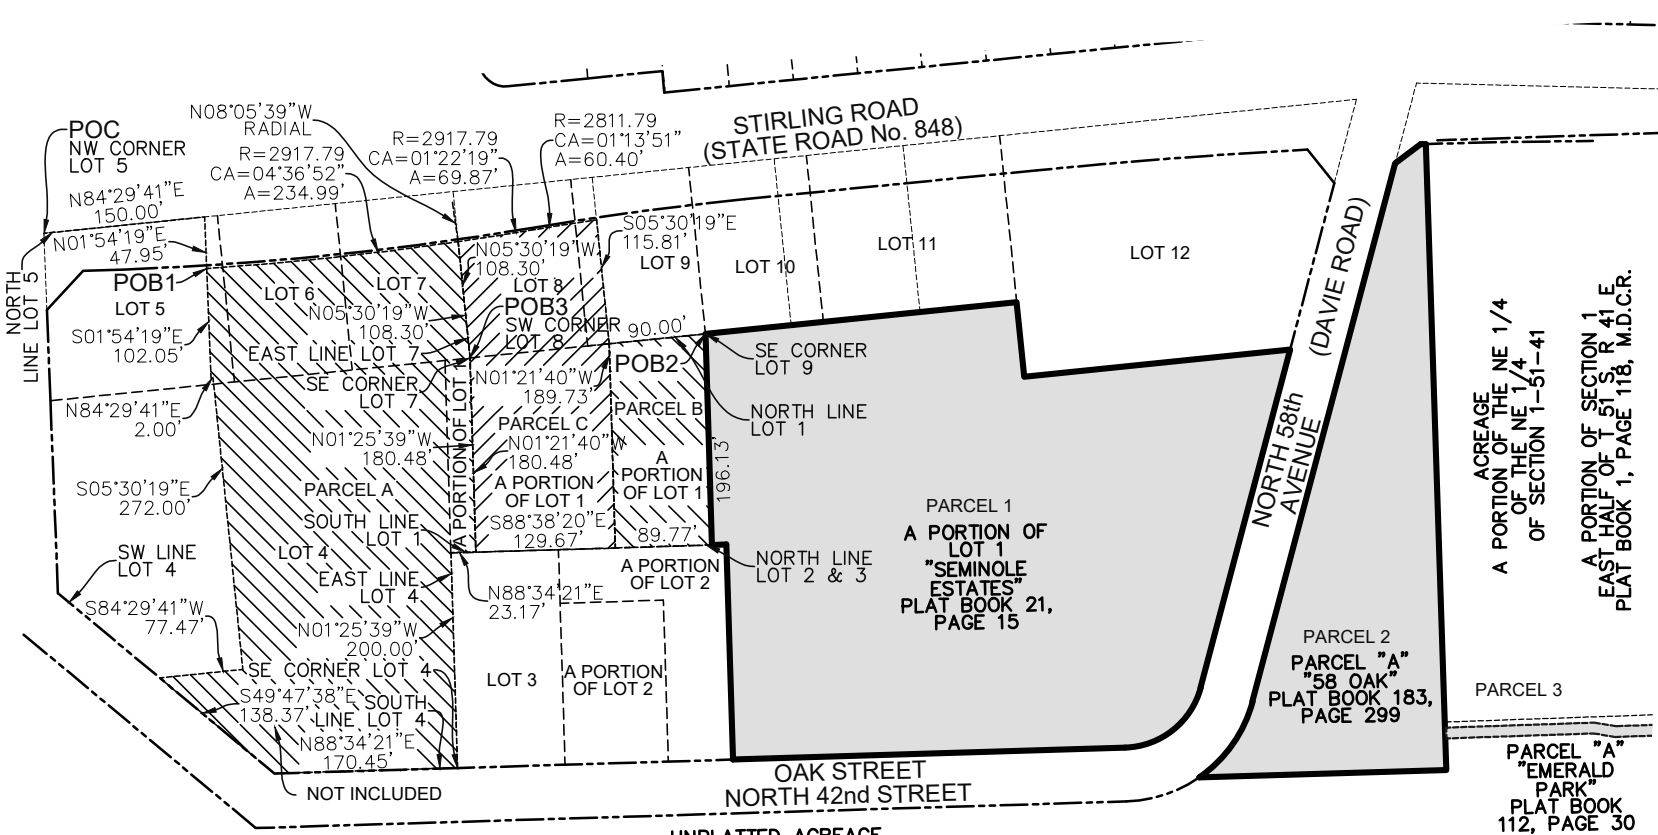 STIRLING ROAD
(STATE ROAD No. 848)
N08°05'39"W
RADIAL
R=2917.79
CA=01°22'19"
A=69.87'
R=2811.79
CA=01°13'51"
A=60.40'
POC
NW CORNER
LOT 5
R=2917.79
CA=04°36'52"
A=234.99'
N84°29'41"E
150.00'
N01°54'19"E
47.95'
NORTH
LINE LOT 5
POB1
LOT 5
LOT 6
LOT 7
N05°30'19"W
108.30'
LOT 8
S05°30'19"E
115.81'
LOT 9
LOT 10
LOT 11
LOT 12
S01°54'19"E
102.05'
N05°30'19"W
108.30'
POB3
SW CORNER
LOT 8
90.00'
EAST LINE LOT 7
SE CORNER
LOT 7
POB2
SE CORNER
LOT 9
N01°21'40"W
189.73'
NORTH LINE
LOT 1
N84°29'41"E
2.00'
N01°25'39"W
180.48'
A PORTION OF LOT 1
PARCEL C
N01°21'40"W
180.48'
A PORTION
OF LOT 1
S88°38'20"E
129.67'
PARCEL B
A
PORTION
OF LOT 1
89.77'
196.13'
S05°30'19"E
272.00'
PARCEL A
SOUTH LINE
LOT 1
LOT 4
EAST LINE
LOT 4
SW LINE
LOT 4
S84°29'41"W
77.47'
N88°34'21"E
23.17'
A PORTION
OF LOT 2
NORTH LINE
LOT 2 & 3
N01°25'39"W
200.00'
SE CORNER LOT 4
S49°47'38"E
138.37'
SOUTH
LINE LOT 4
N88°34'21"E
170.45'
NOT INCLUDED
LOT 3
A PORTION
OF LOT 2
PARCEL 1
A PORTION OF
LOT 1
"SEMINOLE
ESTATES"
PLAT BOOK 21,
PAGE 15
NORTH 58th
AVENUE
(DAVIE ROAD)
PARCEL 2
PARCEL "A"
"58 OAK"
PLAT BOOK 183,
PAGE 299
ACREAGE
A PORTION OF THE NE 1/4
OF THE NE 1/4
OF SECTION 1-51-41
A PORTION OF SECTION 1
EAST HALF OF T 51 S, R 41 E
PLAT BOOK 1, PAGE 118, M.D.C.R.
PARCEL 3
PARCEL "A"
"EMERALD
PARK"
PLAT BOOK
112, PAGE 30
OAK STREET
NORTH 42nd STREET
UNPLATTED ACREAGE